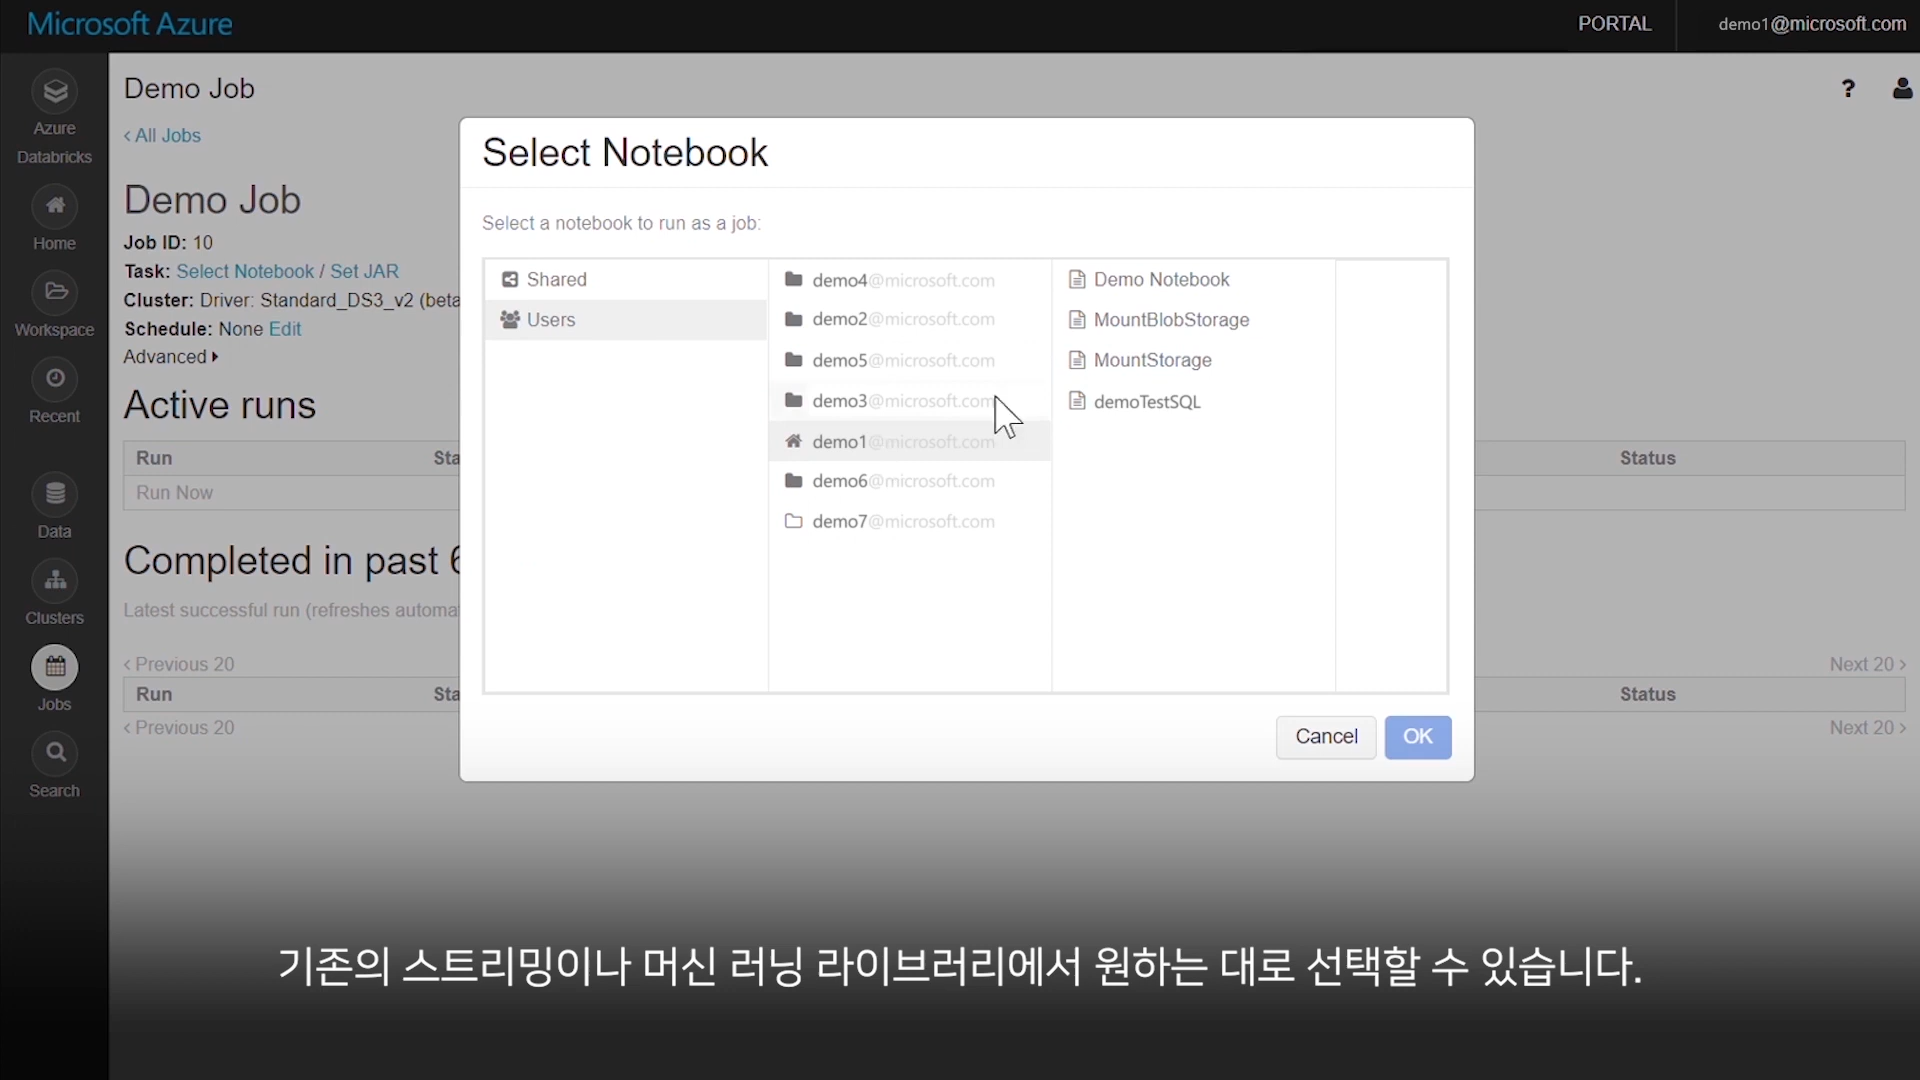 Microsoft Azure
PORTAL
demo1@microsoft.com
Azure
Databricks
Home
Workspace
Recent
Data
Clusters
Jobs
Search
Demo Job
?
< All Jobs
Demo Job
Job ID: 10
Task: Select Notebook / Set JAR
Cluster: Driver: Standard_DS3_v2 (beta
Schedule: None Edit
Advanced
Active runs
Run Sta Status
Run Now
Completed in past 6
Latest successful run (refreshes automa
< Previous 20 Next 20 >
Run Sta Status
< Previous 20 Next 20 >
Select Notebook
Select a notebook to run as a job:
Shared
Users
demo4@microsoft.com
demo2@microsoft.com
demo5@microsoft.com
demo3@microsoft.com
demo1@microsoft.com
demo6@microsoft.com
demo7@microsoft.com
Demo Notebook
MountBlobStorage
MountStorage
demoTestSQL
Cancel
OK
기존의 스트리밍이나 머신 러닝 라이브러리에서 원하는 대로 선택할 수 있습니다.